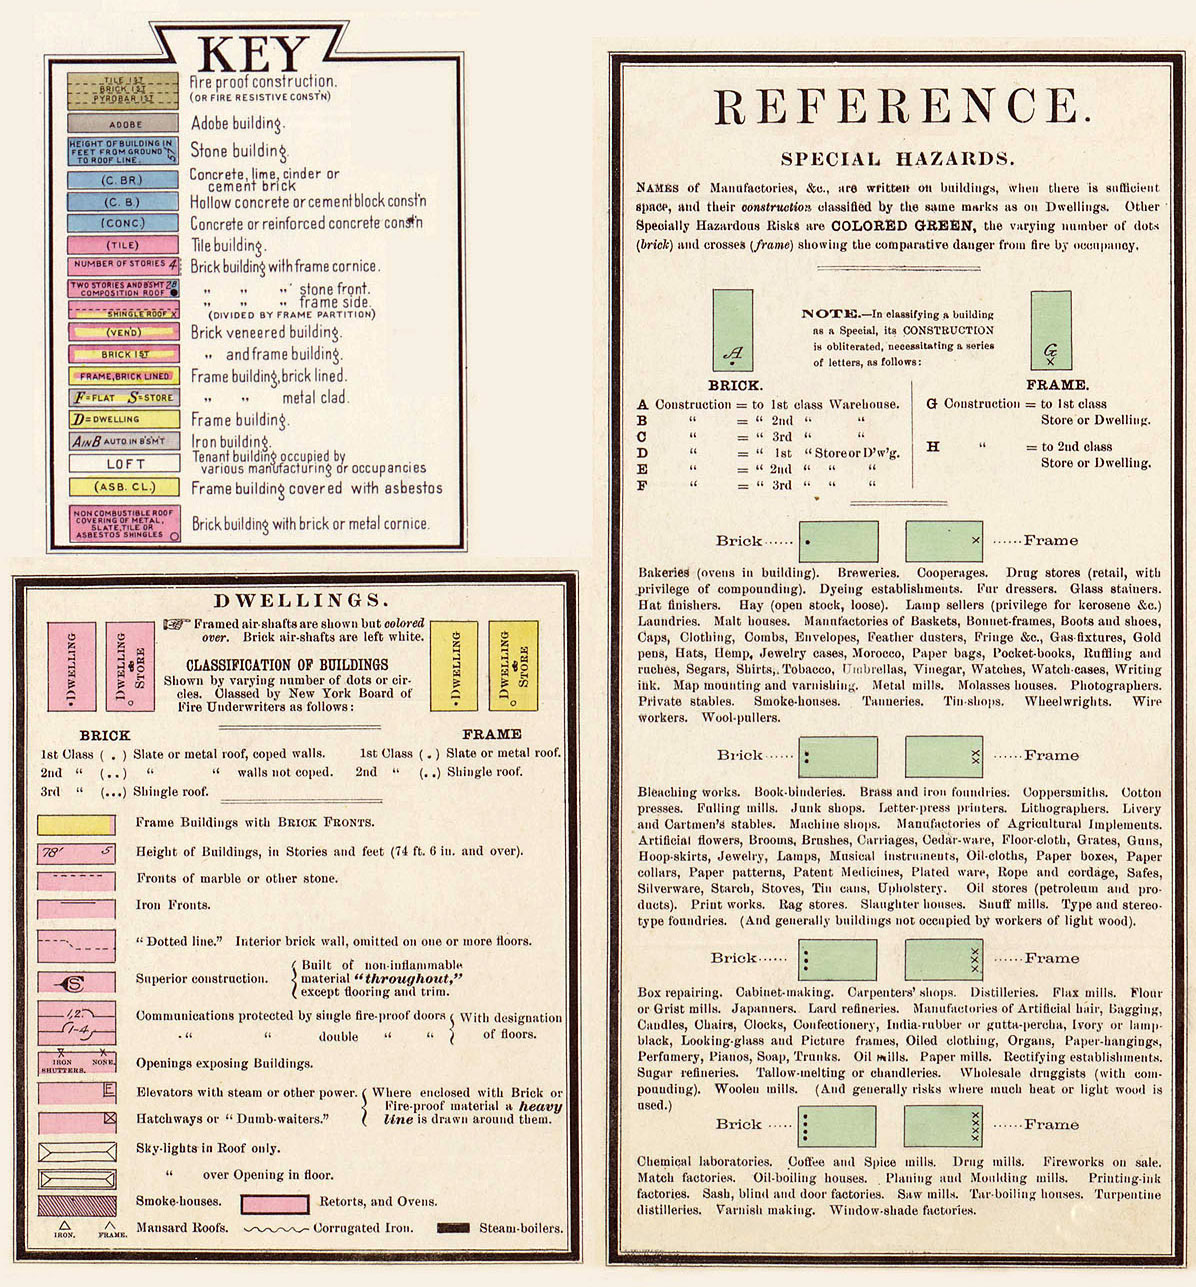 KEY
TILE 1ST
BRICK 1ST
PYROBAR 1ST
Fire proof construction.
(OR FIRE RESISTIVE CONST'N)
ADOBE
Adobe building.
HEIGHT OF BUILDING IN
FEET FROM GROUND
TO ROOF LINE.
57
Stone building.
(C. BR.)
Concrete, lime, cinder or
cement brick
(C. B.)
Hollow concrete or cement block const'n
(CONC.)
Concrete or reinforced concrete const'n
(TILE)
Tile building.
NUMBER OF STORIES 4
Brick building with frame cornice.
TWO STORIES AND B'SMT 2B
COMPOSITION ROOF
„ „ „ stone front.
SHINGLE ROOF X
„ „ „ frame side.
(DIVIDED BY FRAME PARTITION)
(VEN'D)
Brick veneered building.
BRICK 1ST
„ and frame building.
FRAME, BRICK LINED
Frame building, brick lined.
F=FLAT S=STORE
„ „ metal clad.
D=DWELLING
Frame building.
A IN B AUTO. IN B'SM'T
Iron building.
LOFT
Tenant building occupied by
various manufacturing or occupancies
(ASB. CL.)
Frame building covered with asbestos
NON COMBUSTIBLE ROOF
COVERING OF METAL,
SLATE, TILE OR
ASBESTOS SHINGLES
Brick building with brick or metal cornice.
DWELLINGS.
DWELLING
DWELLING & STORE
Framed air-shafts are shown but colored
over. Brick air-shafts are left white.
CLASSIFICATION OF BUILDINGS
Shown by varying number of dots or cir-
cles. Classed by New York Board of
Fire Underwriters as follows:
DWELLING
DWELLING & STORE
BRICK
1st Class ( . ) Slate or metal roof, coped walls.
2nd “ (..) “ “ walls not coped.
3rd “ (...) Shingle roof.
FRAME
1st Class ( . ) Slate or metal roof.
2nd “ (..) Shingle roof.
Frame Buildings with BRICK FRONTS.
78' 5
Height of Buildings, in Stories and feet (74 ft. 6 in. and over).
Fronts of marble or other stone.
Iron Fronts.
“Dotted line.” Interior brick wall, omitted on one or more floors.
S
Superior construction.
Built of non-inflammable
material “throughout,”
except flooring and trim.
1,2
1-4
Communications protected by single fire-proof doors
“ “ double “ “
With designation
of floors.
IRON SHUTTERS.
NONE.
Openings exposing Buildings.
E
Elevators with steam or other power.
Hatchways or “Dumb-waiters.”
Where enclosed with Brick or
Fire-proof material a heavy
line is drawn around them.
Sky-lights in Roof only.
“ over Opening in floor.
Smoke-houses.
Retorts, and Ovens.
IRON.
FRAME.
Mansard Roofs.
Corrugated Iron.
Steam-boilers.
REFERENCE.
SPECIAL HAZARDS.
NAMES of Manufactories, &c., are written on buildings, when there is sufficient
space, and their construction classified by the same marks as on Dwellings. Other
Specially Hazardous Risks are COLORED GREEN, the varying number of dots
(brick) and crosses (frame) showing the comparative danger from fire by occupancy.
A
NOTE.—In classifying a building
as a Special, its CONSTRUCTION
is obliterated, necessitating a series
of letters, as follows:
G
x
BRICK.
A Construction = to 1st class Warehouse.
B “ = “ 2nd “ “
C “ = “ 3rd “ “
D “ = “ 1st “ Store or D'w'g.
E “ = “ 2nd “ “ “
F “ = “ 3rd “ “ “
FRAME.
G Construction = to 1st class
Store or Dwelling.
H “ = to 2nd class
Store or Dwelling.
Brick......
x
......Frame
Bakeries (ovens in building). Breweries. Cooperages. Drug stores (retail, with
privilege of compounding). Dyeing establishments. Fur dressers. Glass stainers.
Hat finishers. Hay (open stock, loose). Lamp sellers (privilege for kerosene &c.)
Laundries. Malt houses. Manufactories of Baskets, Bonnet-frames, Boots and shoes,
Caps, Clothing, Combs, Envelopes, Feather dusters, Fringe &c., Gas-fixtures, Gold
pens, Hats, Hemp, Jewelry cases, Morocco, Paper bags, Pocket-books, Ruffling and
ruches, Segars, Shirts, Tobacco, Umbrellas, Vinegar, Watches, Watch-cases, Writing
ink. Map mounting and varnishing. Metal mills. Molasses houses. Photographers.
Private stables. Smoke-houses. Tanneries. Tin-shops. Wheelwrights. Wire
workers. Wool-pullers.
Brick......
xx
......Frame
Bleaching works. Book-binderies. Brass and iron foundries. Coppersmiths. Cotton
presses. Fulling mills. Junk shops. Letter-press printers. Lithographers. Livery
and Cartmen's stables. Machine shops. Manufactories of Agricultural Implements.
Artificial flowers, Brooms, Brushes, Carriages, Cedar-ware, Floor-cloth, Grates, Guns,
Hoop-skirts, Jewelry, Lamps, Musical instruments, Oil-cloths, Paper boxes, Paper
collars, Paper patterns, Patent Medicines, Plated ware, Rope and cordage, Safes,
Silverware, Starch, Stoves, Tin cans, Upholstery. Oil stores (petroleum and pro-
ducts). Print works. Rag stores. Slaughter houses. Snuff mills. Type and stereo-
type foundries. (And generally buildings not occupied by workers of light wood).
Brick......
xxx
......Frame
Box repairing. Cabinet-making. Carpenters' shops. Distilleries. Flax mills. Flour
or Grist mills. Japanners. Lard refineries. Manufactories of Artificial hair, Bagging,
Candles, Chairs, Clocks, Confectionery, India-rubber or gutta-percha, Ivory or lamp-
black, Looking-glass and Picture frames, Oiled clothing, Organs, Paper-hangings,
Perfumery, Pianos, Soap, Trunks. Oil mills. Paper mills. Rectifying establishments.
Sugar refineries. Tallow-melting or chandleries. Wholesale druggists (with com-
pounding). Woolen mills. (And generally risks where much heat or light wood is
used.)
Brick .....
xxxx
......Frame
Chemical laboratories. Coffee and Spice mills. Drug mills. Fireworks on sale.
Match factories. Oil-boiling houses. Planing and Moulding mills. Printing-ink
factories. Sash, blind and door factories. Saw mills. Tar-boiling houses. Turpentine
distilleries. Varnish making. Window-shade factories.